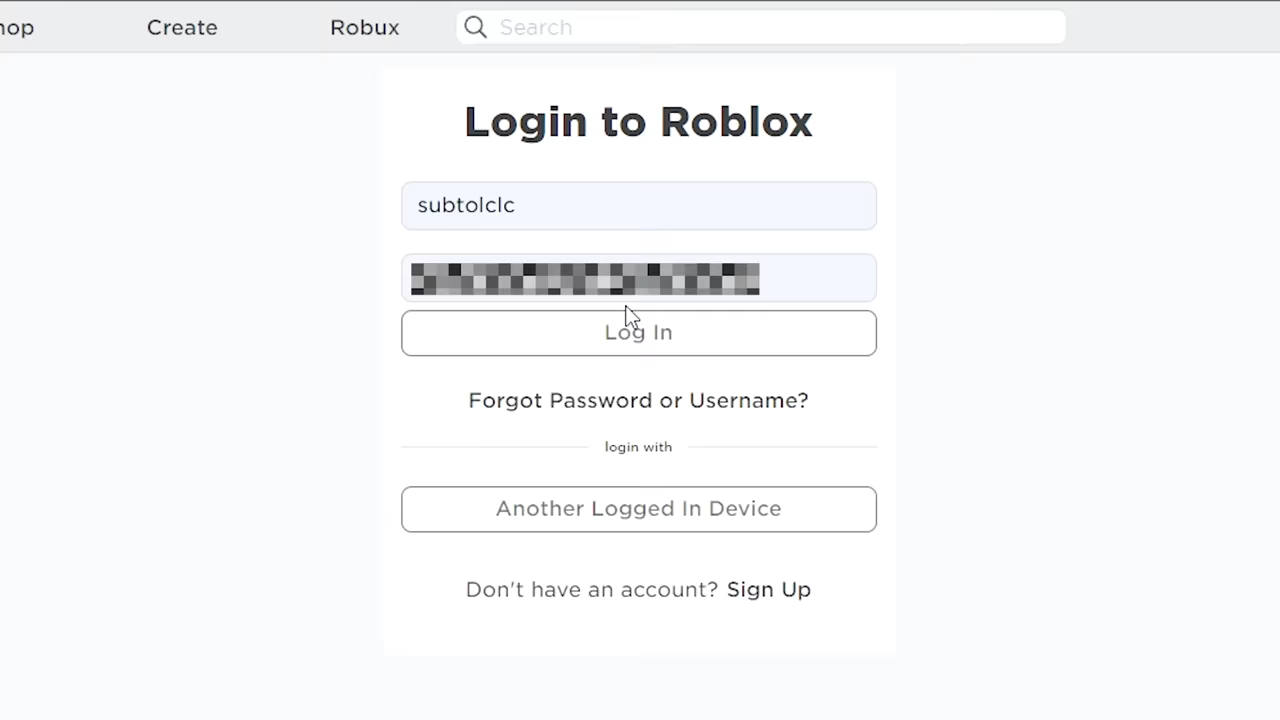 Create Robux Search
Login to Roblox
subtolclc
Log In
Forgot Password or Username?
login with
Another Logged In Device
Don't have an account? Sign Up